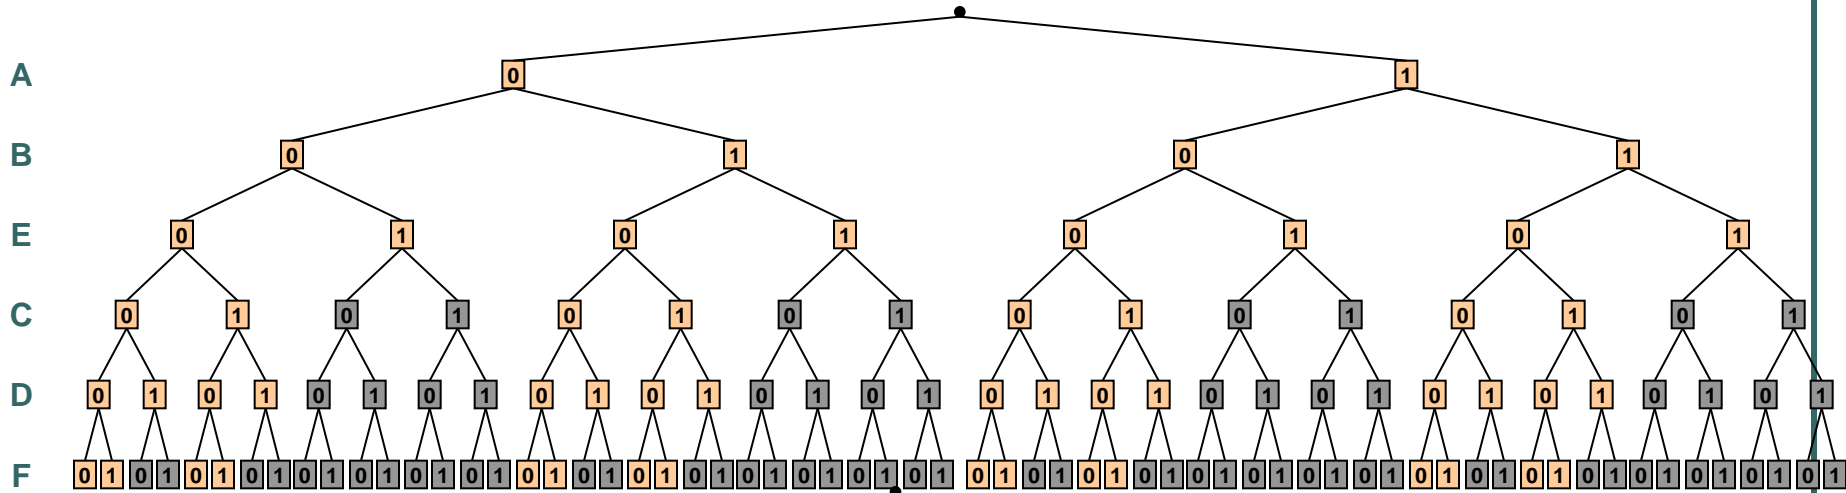 A 0 1
B 0 1 0 1
E 0 1 0 1 0 1 0 1
C 0 1 0 1 0 1 0 1 0 1 0 1 0 1 0 1
D 0 1 0 1 0 1 0 1 0 1 0 1 0 1 0 1 0 1 0 1 0 1 0 1 0 1 0 1 0 1 0 1
F 0 1 0 1 0 1 0 1 0 1 0 1 0 1 0 1 0 1 0 1 0 1 0 1 0 1 0 1 0 1 0 1 0 1 0 1 0 1 0 1 0 1 0 1 0 1 0 1 0 1 0 1 0 1 0 1 0 1 0 1 0 1 0 1